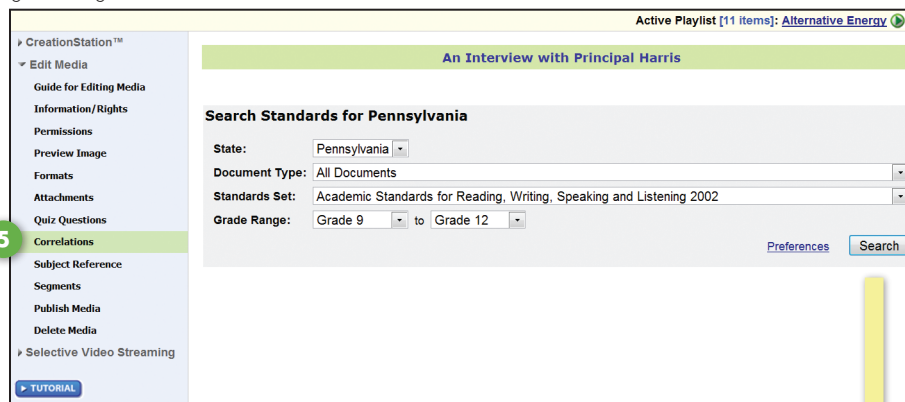 Active Playlist [11 items]: Alternative Energy
CreationStation™
Edit Media
Guide for Editing Media
Information/Rights
Permissions
Preview Image
Formats
Attachments
Quiz Questions
5
Correlations
Subject Reference
Segments
Publish Media
Delete Media
Selective Video Streaming
TUTORIAL
An Interview with Principal Harris
Search Standards for Pennsylvania
State: Pennsylvania
Document Type: All Documents
Standards Set: Academic Standards for Reading, Writing, Speaking and Listening 2002
Grade Range: Grade 9 to Grade 12
Preferences Search